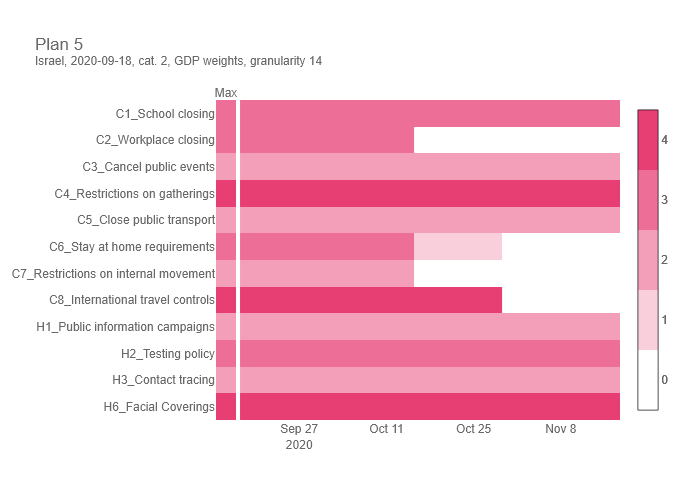 Plan 5
Israel, 2020-09-18, cat. 2, GDP weights, granularity 14
Max
C1_School closing
C2_Workplace closing
C3_Cancel public events
C4_Restrictions on gatherings
C5_Close public transport
C6_Stay at home requirements
C7_Restrictions on internal movement
C8_International travel controls
H1_Public information campaigns
H2_Testing policy
H3_Contact tracing
H6_Facial Coverings
Sep 27 Oct 11 Oct 25 Nov 8
2020
4
3
2
1
0